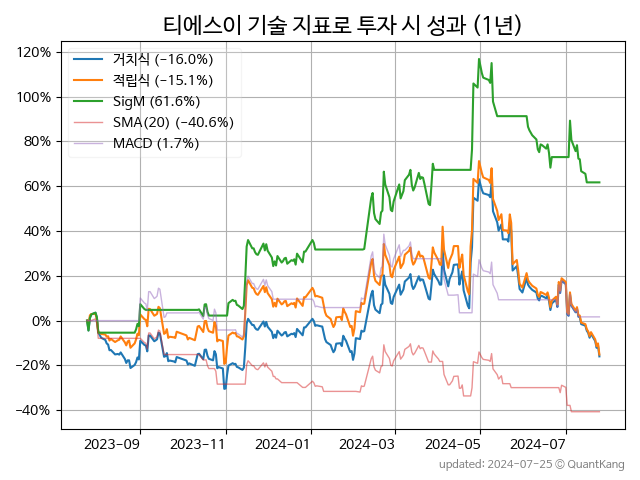 티에스이 기술 지표로 투자 시 성과 (1년)
120%
100%
80%
60%
40%
20%
0%
−20%
−40%
거치식 (−16.0%)
적립식 (−15.1%)
SigM (61.6%)
SMA(20) (−40.6%)
MACD (1.7%)
2023-09
2023-11
2024-01
2024-03
2024-05
2024-07
updated: 2024-07-25 © QuantKang